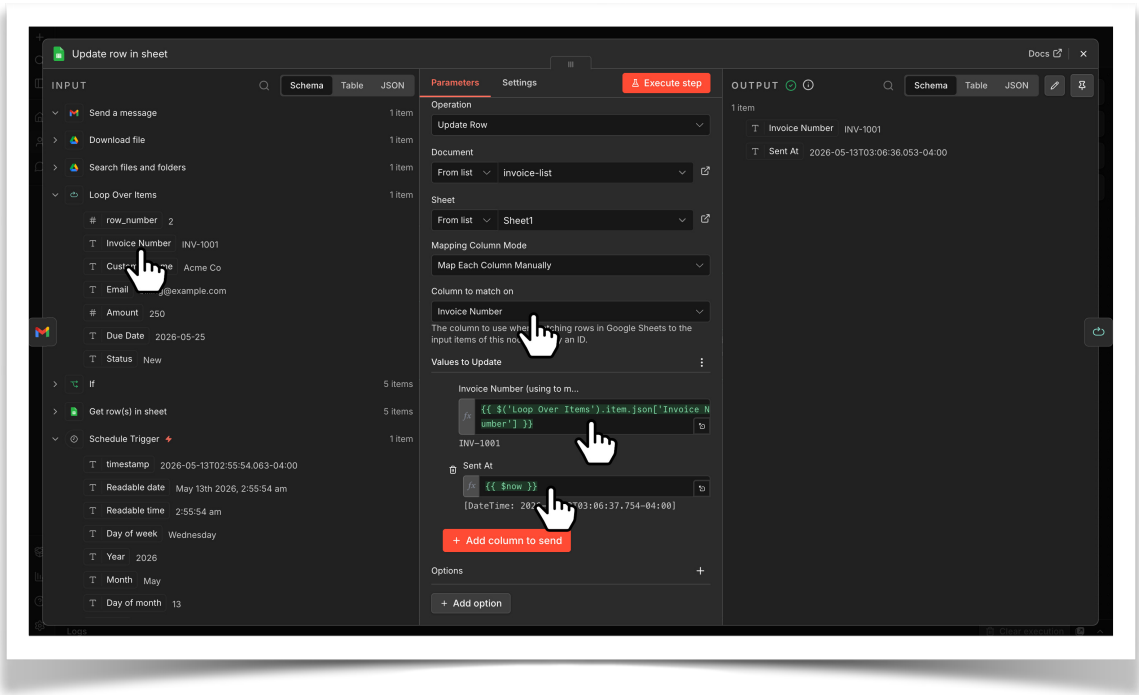 Update row in sheet
Docs
INPUT
Schema Table JSON
Send a message 1 item
Download file 1 item
Search files and folders 1 item
Loop Over Items 1 item
# row_number 2
T Invoice Number INV-1001
T Acme Co
T Email @example.com
# Amount 250
T Due Date 2026-05-25
T Status New
If 5 items
Get row(s) in sheet 5 items
Schedule Trigger 1 item
T timestamp 2026-05-13T02:55:54.063-04:00
T Readable date May 13th 2026, 2:55:54 am
T Readable time 2:55:54 am
T Day of week Wednesday
T Year 2026
T Month May
T Day of month 13
Parameters Settings Execute step
Operation
Update Row
Document
From list invoice-list
Sheet
From list Sheet1
Mapping Column Mode
Map Each Column Manually
Column to match on
Invoice Number
The column to use when matching rows in Google Sheets to the
input items of this node. an ID.
Values to Update
Invoice Number (using to m...
fx {{ $('Loop Over Items').item.json['Invoice N
umber'] }}
INV-1001
Sent At
fx {{ $now }}
[DateTime: T03:06:37.754-04:00]
+ Add column to send
Options
+ Add option
OUTPUT
Schema Table JSON
1 item
T Invoice Number INV-1001
T Sent At 2026-05-13T03:06:36.053-04:00
Logs
Clear execution